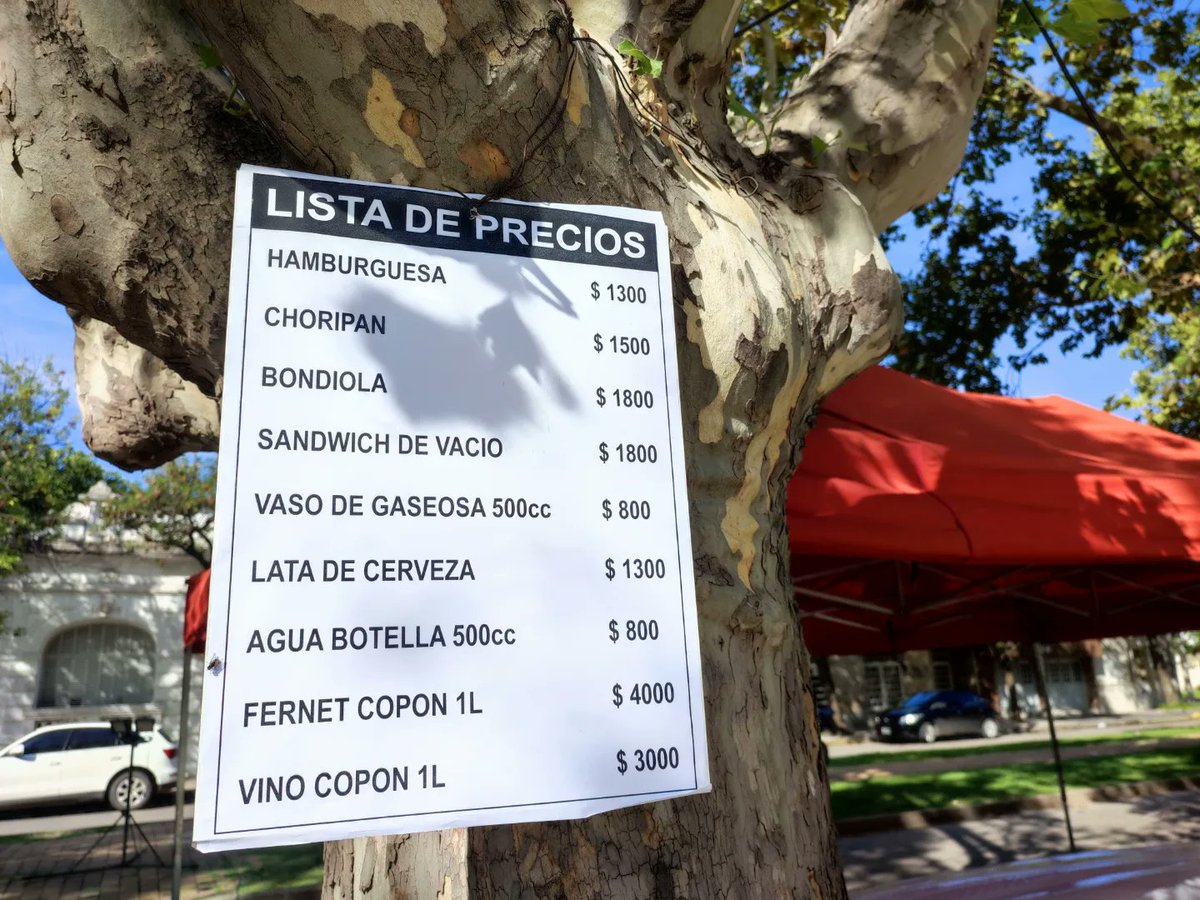 LISTA DE PRECIOS
HAMBURGUESA $ 1300
CHORIPAN $ 1500
BONDIOLA $ 1800
SANDWICH DE VACIO $ 1800
VASO DE GASEOSA 500cc $ 800
LATA DE CERVEZA $ 1300
AGUA BOTELLA 500cc $ 800
FERNET COPON 1L $ 4000
VINO COPON 1L $ 3000